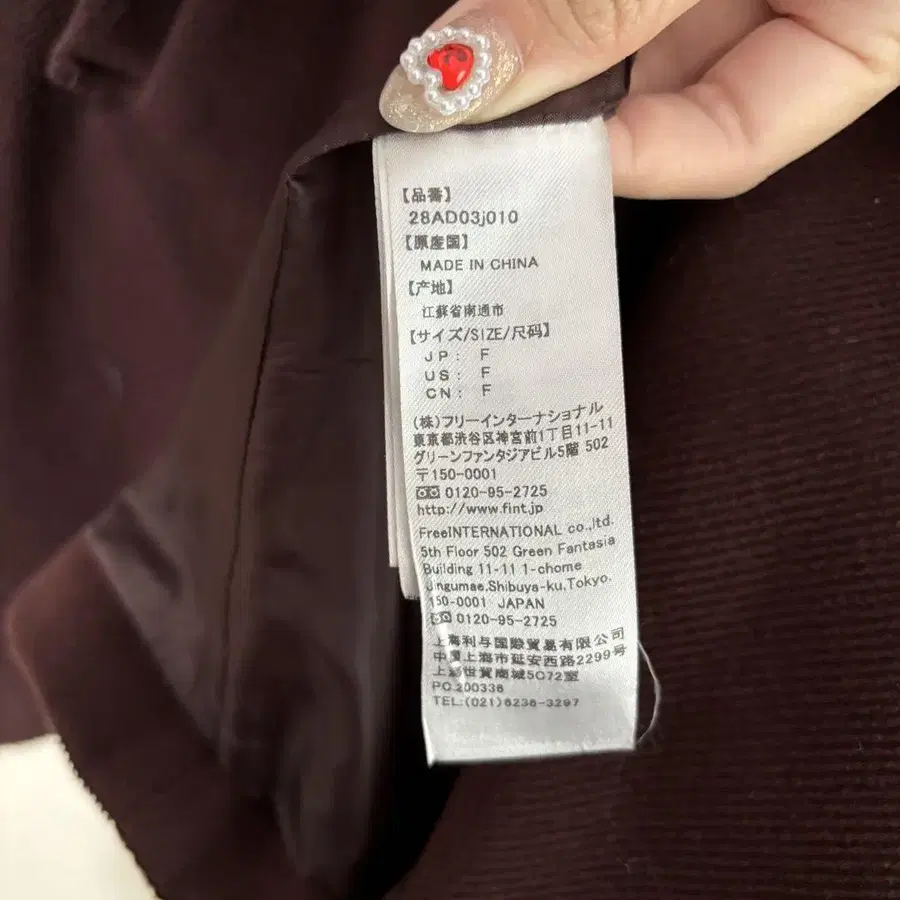 【品番】
28AD03j010
【原産国】
MADE IN CHINA
【产地】
江蘇省南通市
【サイズ/SIZE/尺码】
JP: F
US: F
CN: F
(株)フリーインターナショナル
東京都渋谷区神宮前1丁目11-11
グリーンファンタジアビル5階 502
〒150-0001
0120-95-2725
http://www.fint.jp
FreeINTERNATIONAL co.,ltd.
5th Floor 502 Green Fantasia
Building 11-11 1-chome
Jingumae,Shibuya-ku,Tokyo.
150-0001 JAPAN
0120-95-2725
上海利与国際貿易有限公司
中国上海市延安西路2299号
上海世贸商城5C72室
PC.200336
TEL:(021)6236-3297